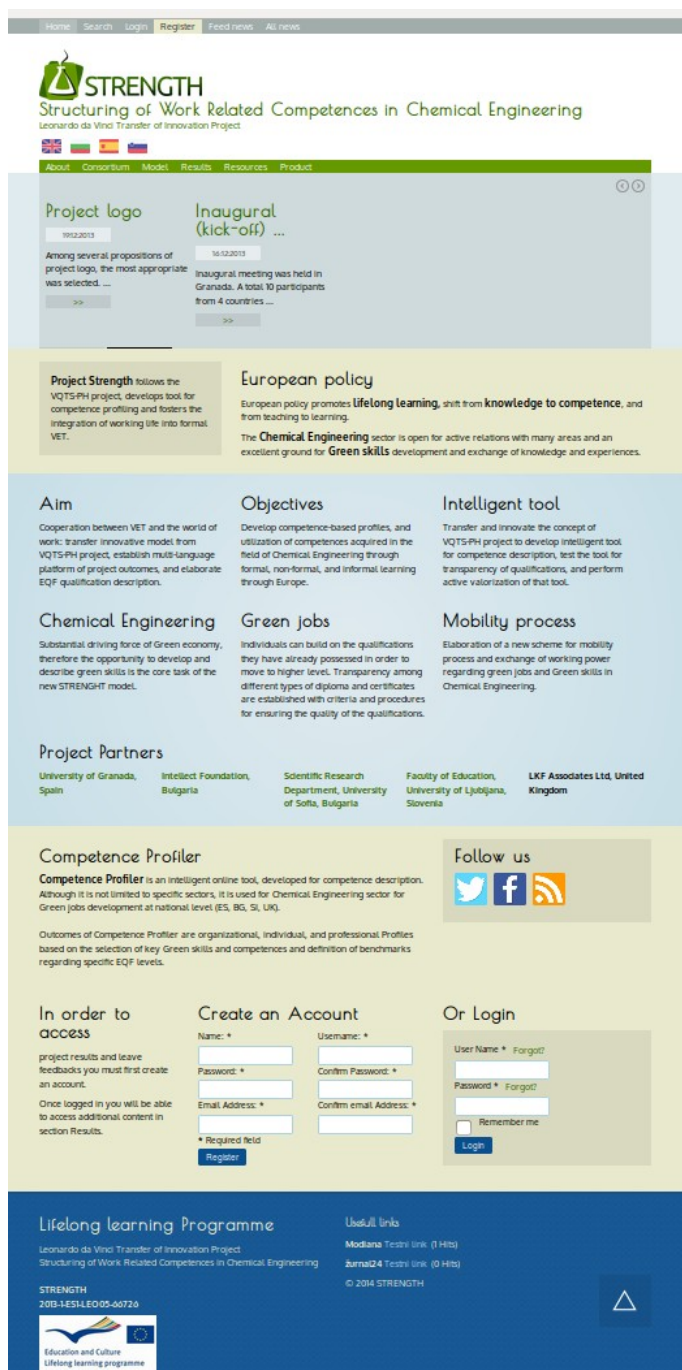 Home Search Login Register Feed news All news
STRENGTH
Structuring of Work Related Competences in Chemical Engineering
Leonardo da Vinci Transfer of Innovation Project
About Consortium Model Results Resources Product
Project logo
19.12.2013
Among several propositions of
project logo, the most appropriate
was selected. ...
>>
Inaugural
(kick-off) ...
16.12.2013
Inaugural meeting was held in
Granada. A total 10 participants
from 4 countries ...
>>
Project Strength follows the
VQTS-PH project, develops tool for
competence profiling and fosters the
integration of working life into formal
VET.
European policy
European policy promotes lifelong learning, shift from knowledge to competence, and
from teaching to learning.
The Chemical Engineering sector is open for active relations with many areas and an
excellent ground for Green skills development and exchange of knowledge and experiences.
Aim
Cooperation between VET and the world of
work: transfer innovative model from
VQTS-PH project, establish multi-language
platform of project outcomes, and elaborate
EQF qualification description.
Objectives
Develop competence-based profiles, and
utilization of competences acquired in the
field of Chemical Engineering through
formal, non-formal, and informal learning
through Europe.
Intelligent tool
Transfer and innovate the concept of
VQTS-PH project to develop intelligent tool
for competence description, test the tool for
transparency of qualifications, and perform
active valorization of that tool.
Chemical Engineering
Substantial driving force of Green economy,
therefore the opportunity to develop and
describe green skills is the core task of the
new STRENGHT model.
Green jobs
Individuals can build on the qualifications
they have already possessed in order to
move to higher level. Transparency among
different types of diploma and certificates
are established with criteria and procedures
for ensuring the quality of the qualifications.
Mobility process
Elaboration of a new scheme for mobility
process and exchange of working power
regarding green jobs and Green skills in
Chemical Engineering.
Project Partners
University of Granada,
Spain
Intellect Foundation,
Bulgaria
Scientific Research
Department, University
of Sofia, Bulgaria
Faculty of Education,
University of Ljubljana,
Slovenia
LKF Associates Ltd, United
Kingdom
Competence Profiler
Competence Profiler is an intelligent online tool, developed for competence description.
Although it is not limited to specific sectors, it is used for Chemical Engineering sector for
Green jobs development at national level (ES, BG, SI, UK).
Outcomes of Competence Profiler are organizational, individual, and professional Profiles
based on the selection of key Green skills and competences and definition of benchmarks
regarding specific EQF levels.
Follow us
In order to
access
project results and leave
feedbacks you must first create
an account.
Once logged in you will be able
to access additional content in
section Results.
Create an Account
Name: * Username: *
Password: * Confirm Password: *
Email Address: * Confirm email Address: *
* Required field
Register
Or Login
User Name * Forgot?
Password * Forgot?
Remember me
Login
Lifelong learning Programme
Leonardo da Vinci Transfer of Innovation Project
Structuring of Work Related Competences in Chemical Engineering
STRENGTH
2013-1-ES1-LEO05-66726
Education and Culture
Lifelong learning programme
Usefull links
Modiana Testni link (1 Hits)
žurnal24 Testni link (0 Hits)
© 2014 STRENGTH